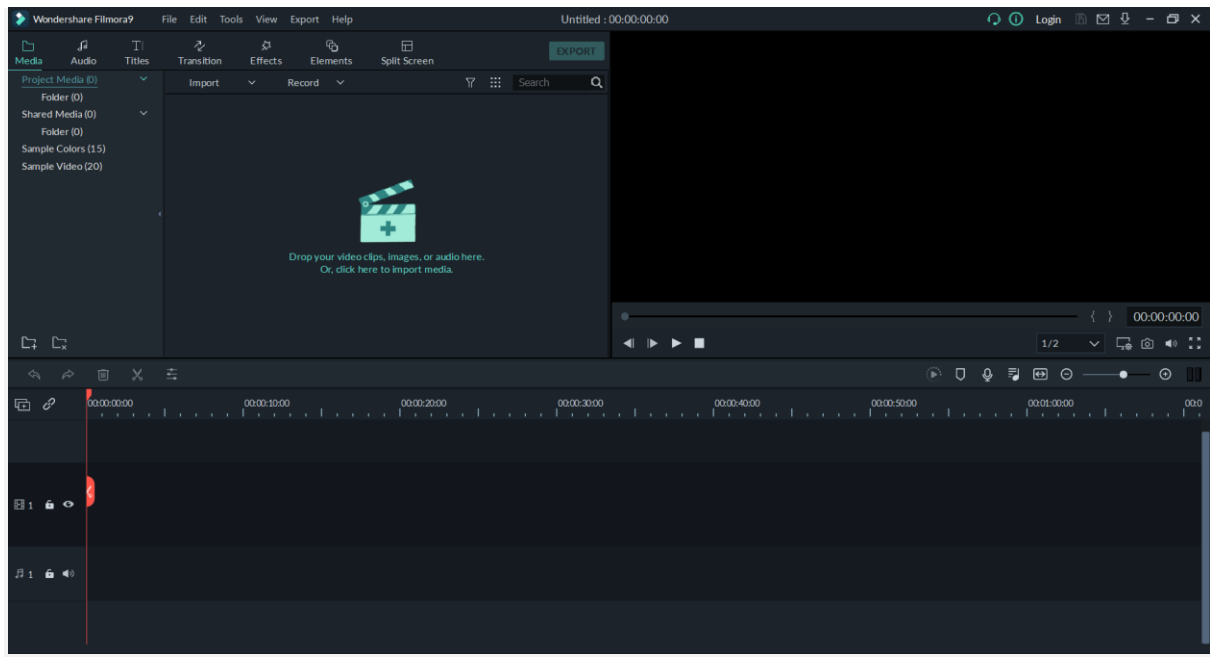 Wondershare Filmora9 File Edit Tools View Export Help Untitled : 00:00:00:00 Login
Media Audio Titles Transition Effects Elements Split Screen EXPORT
Project Media (0)
Folder (0)
Shared Media (0)
Folder (0)
Sample Colors (15)
Sample Video (20)
Import Record Search
Drop your video clips, images, or audio here.
Or, click here to import media.
00:00:00:00
1/2
00:00:00:00 00:00:10:00 00:00:20:00 00:00:30:00 00:00:40:00 00:00:50:00 00:01:00:00 00:0
1
1